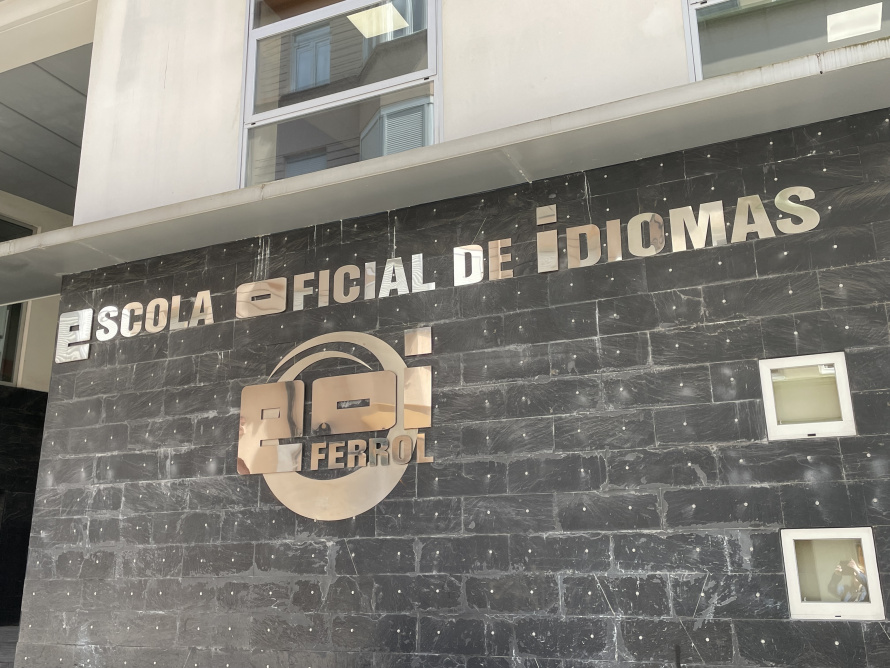 ESCOLA OFICIAL DE IDIOMAS
eoi
FERROL